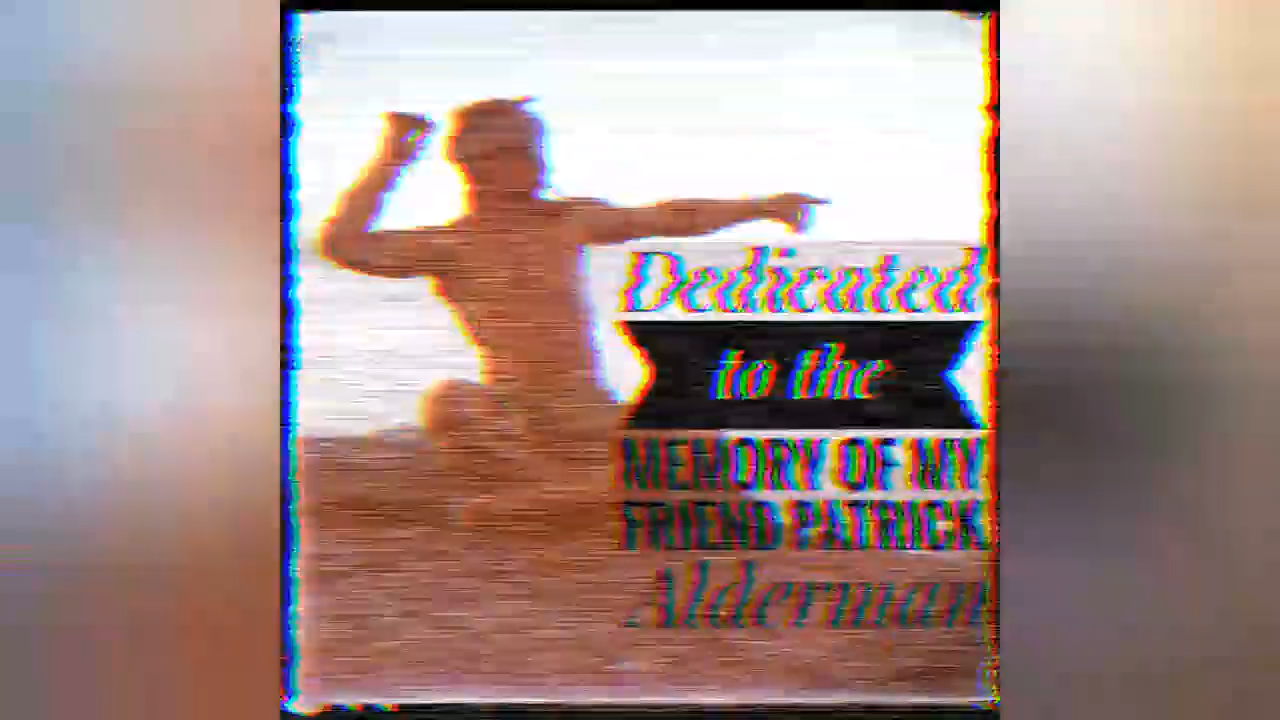 Dedicated
to the
MEMORY OF MY
FRIEND PATRICK
Alderman